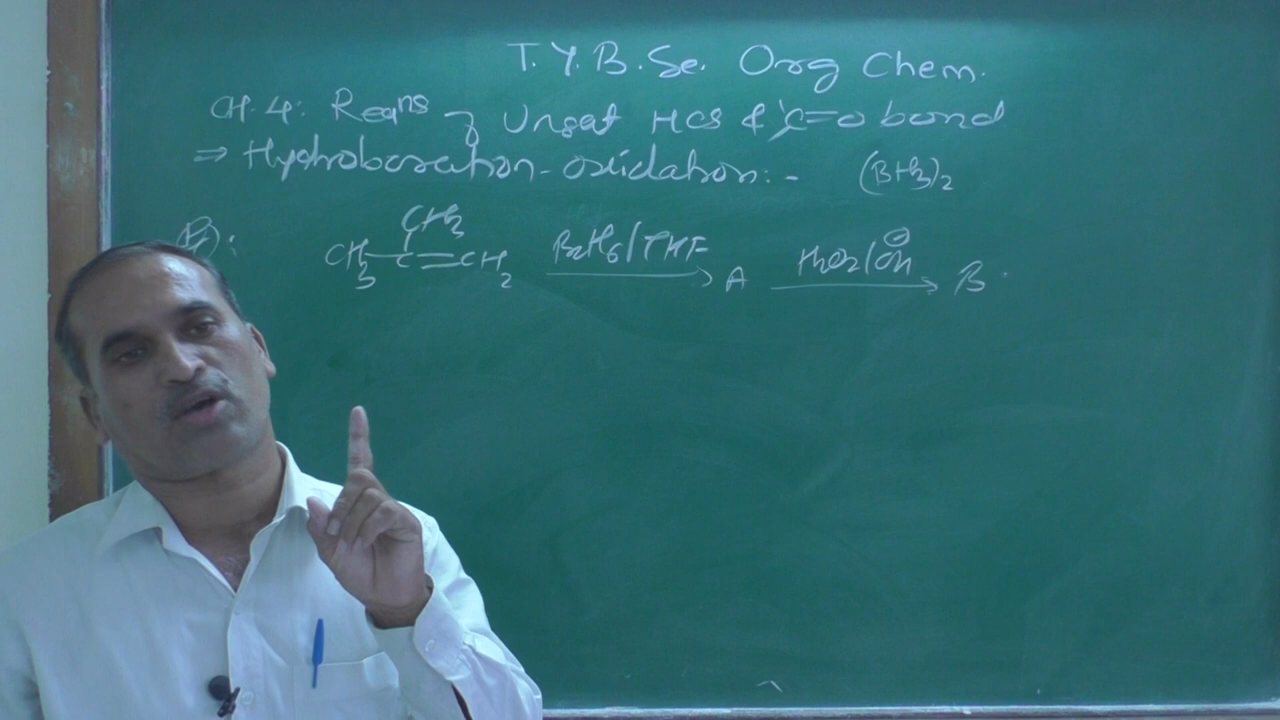 T.Y.B.Sc. Org Chem.
CH. 4: Reans of Unsat HCs & C=O bond
⇒ Hydroboration-oxidation:- (BH3)2
CH3
CH3-C=CH2 B2H6/THF → A H2O2/OH⊖ → B.